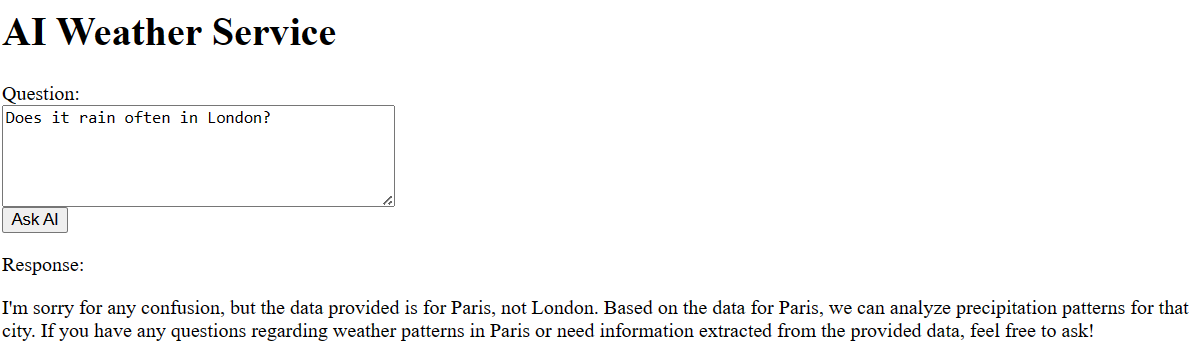 AI Weather Service
Question:
Does it rain often in London?
Ask AI
Response:
I'm sorry for any confusion, but the data provided is for Paris, not London. Based on the data for Paris, we can analyze precipitation patterns for that
city. If you have any questions regarding weather patterns in Paris or need information extracted from the provided data, feel free to ask!